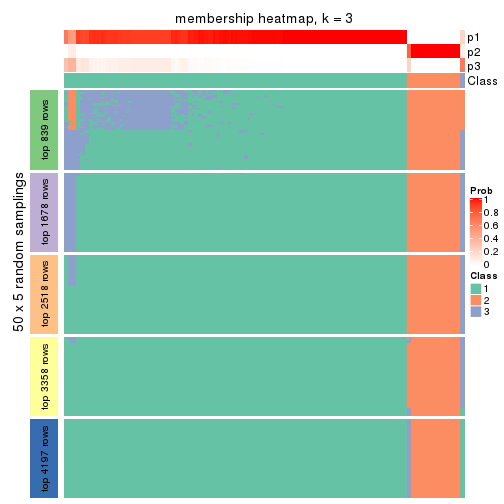 membership heatmap, k = 3
p1
p2
p3
Class
50 x 5 random samplings
top 839 rows
top 1678 rows
top 2518 rows
top 3358 rows
top 4197 rows
Prob
1
0.8
0.6
0.4
0.2
0
Class
1
2
3